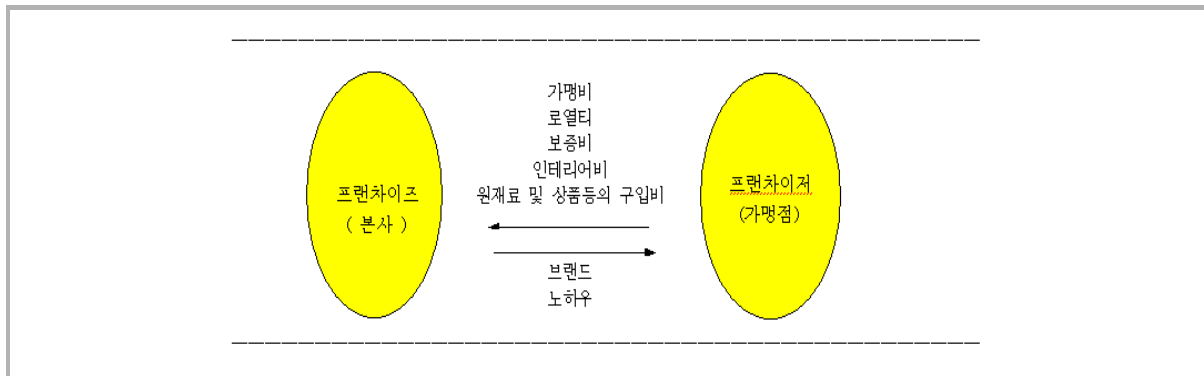 가맹비
로열티
보증비
인테리어비
원재료 및 상품등의 구입비
프랜차이즈
( 본사 )
프랜차이저
(가맹점)
브랜드
노하우